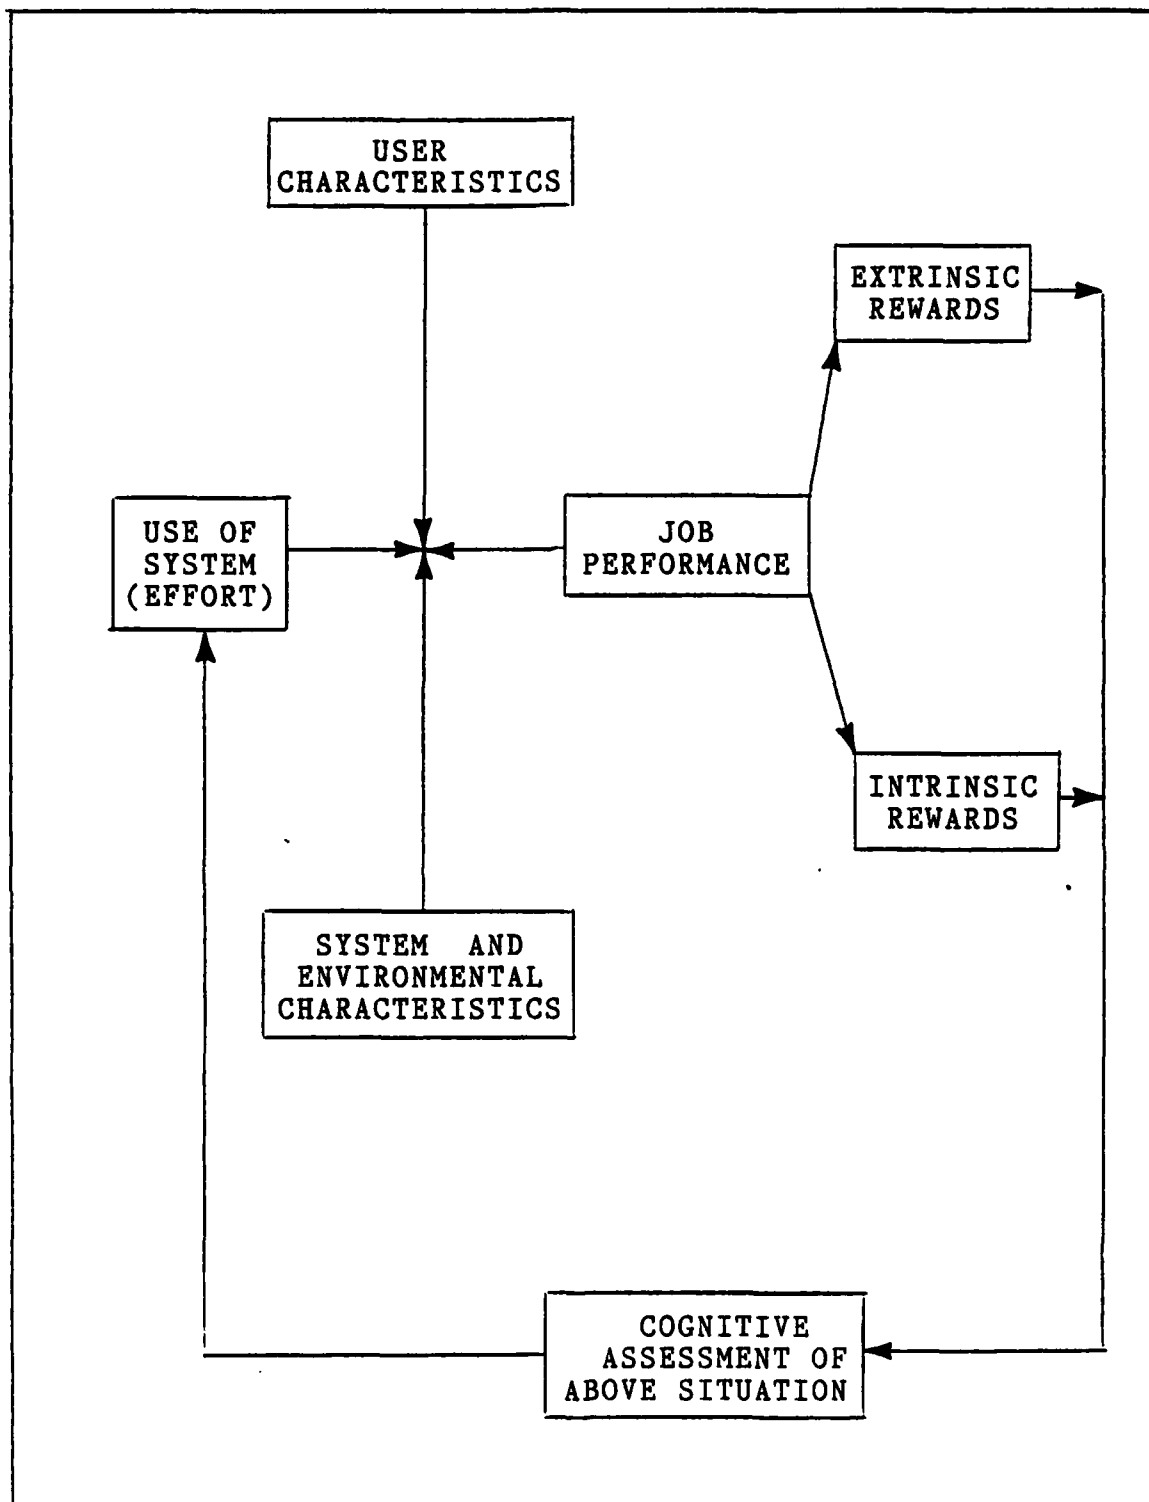 USER
CHARACTERISTICS
EXTRINSIC
REWARDS
USE OF
SYSTEM
(EFFORT)
JOB
PERFORMANCE
INTRINSIC
REWARDS
SYSTEM AND
ENVIRONMENTAL
CHARACTERISTICS
COGNITIVE
ASSESSMENT OF
ABOVE SITUATION